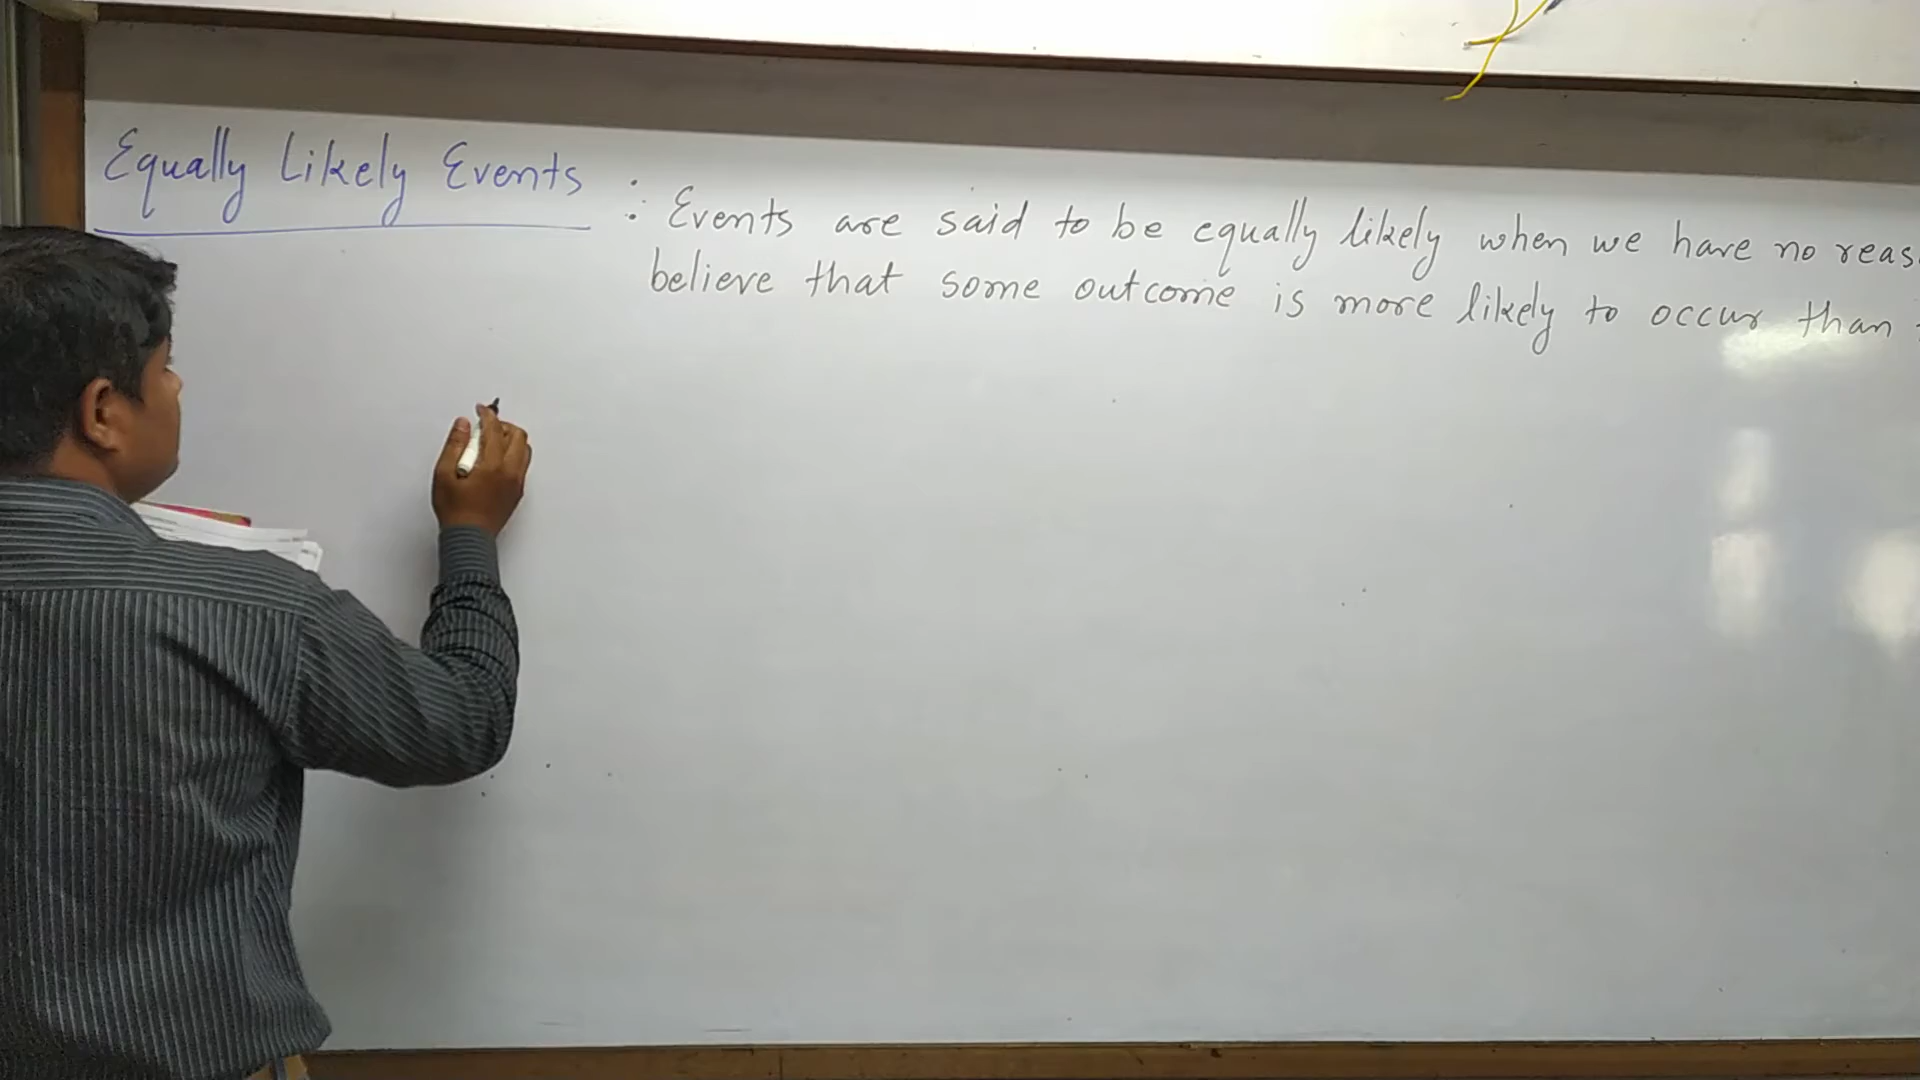 Equally Likely Events : Events are said to be equally likely when we have no reas
believe that some outcome is more likely to occur than